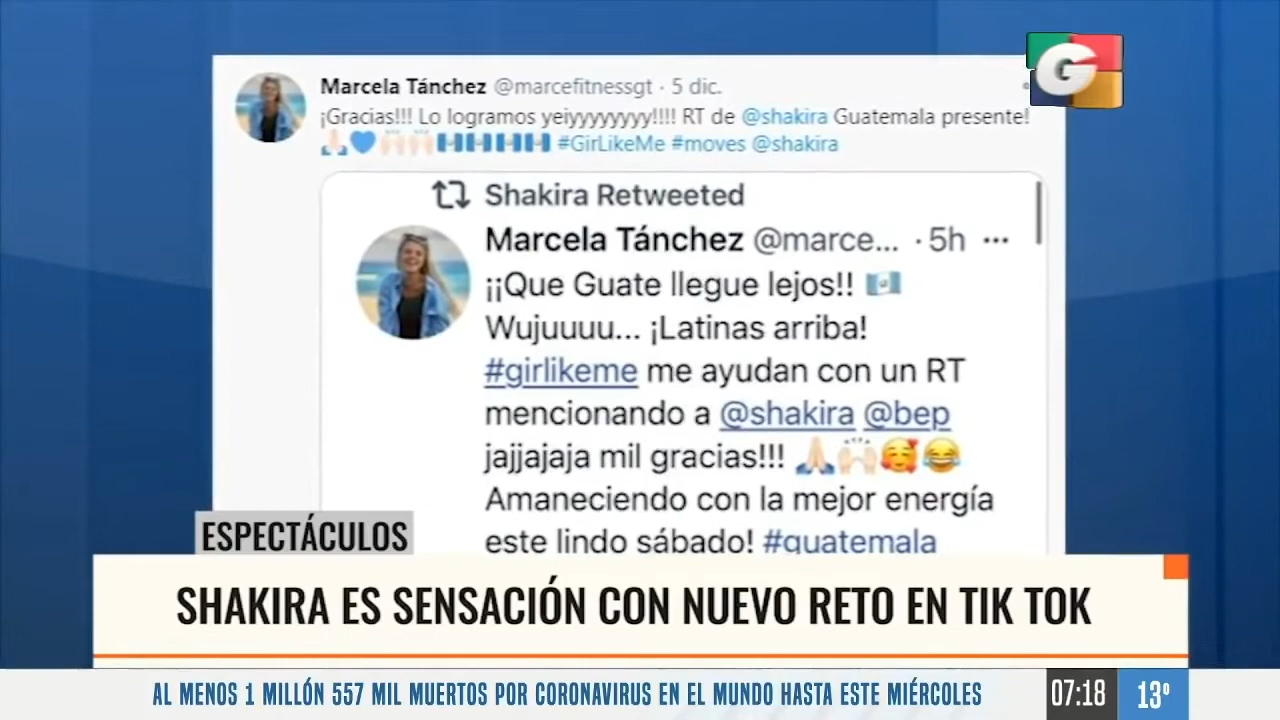 Marcela Tánchez @marcefitnessgt · 5 dic.
¡Gracias!!! Lo logramos yeiyyyyyyyy!!!! RT de @shakira Guatemala presente!
🙏🏻💙🙌🏻🙌🏻🇬🇹🇬🇹🇬🇹🇬🇹 #GirLikeMe #moves @shakira
G
Shakira Retweeted
Marcela Tánchez @marce... · 5h ...
¡¡Que Guate llegue lejos!! 🇬🇹
Wujuuuu... ¡Latinas arriba!
#girlikeme me ayudan con un RT
mencionando a @shakira @bep
jajjajaja mil gracias!!! 🙏🏻🙌🏻🥰😂
Amaneciendo con la mejor energía
este lindo sábado! #guatemala
ESPECTÁCULOS
SHAKIRA ES SENSACIÓN CON NUEVO RETO EN TIK TOK
AL MENOS 1 MILLÓN 557 MIL MUERTOS POR CORONAVIRUS EN EL MUNDO HASTA ESTE MIÉRCOLES
07:18
13º